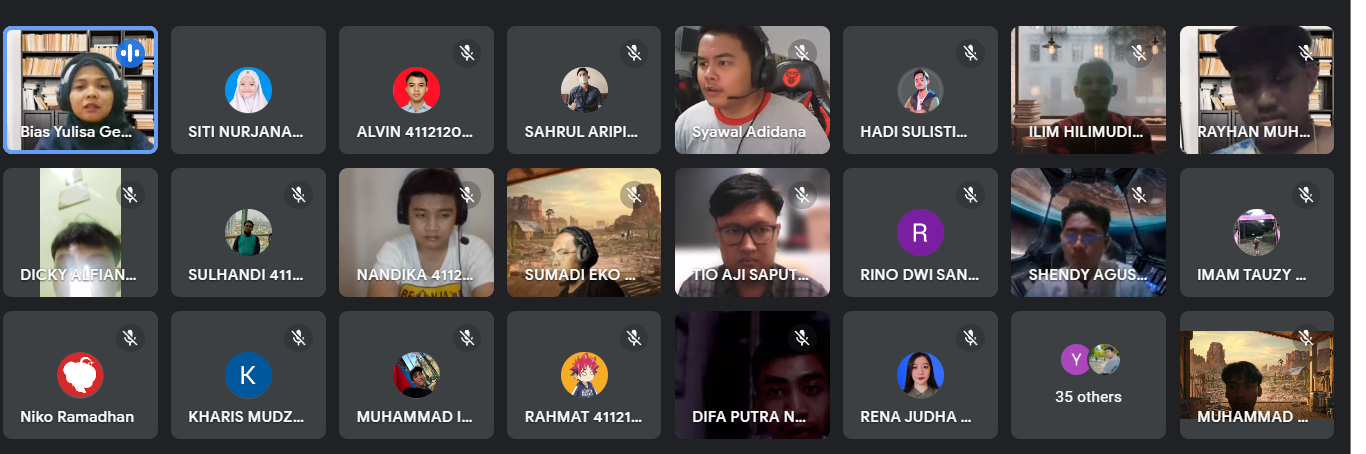 Bias Yulisa Ge...
SITI NURJANA...
ALVIN 4112120...
SAHRUL ARIPI...
Syawal Adidana
HADI SULISTI...
ILIM HILIMUDI...
RAYHAN MUH...
DICKY ALFIAN...
SULHANDI 411...
NANDIKA 4112...
SUMADI EKO ...
TIO AJI SAPUT...
R
RINO DWI SAN...
SHENDY AGUS...
IMAM TAUZY ...
Niko Ramadhan
K
KHARIS MUDZ...
MUHAMMAD I...
RAHMAT 41121...
DIFA PUTRA N...
RENA JUDHA ...
Y
35 others
MUHAMMAD ...